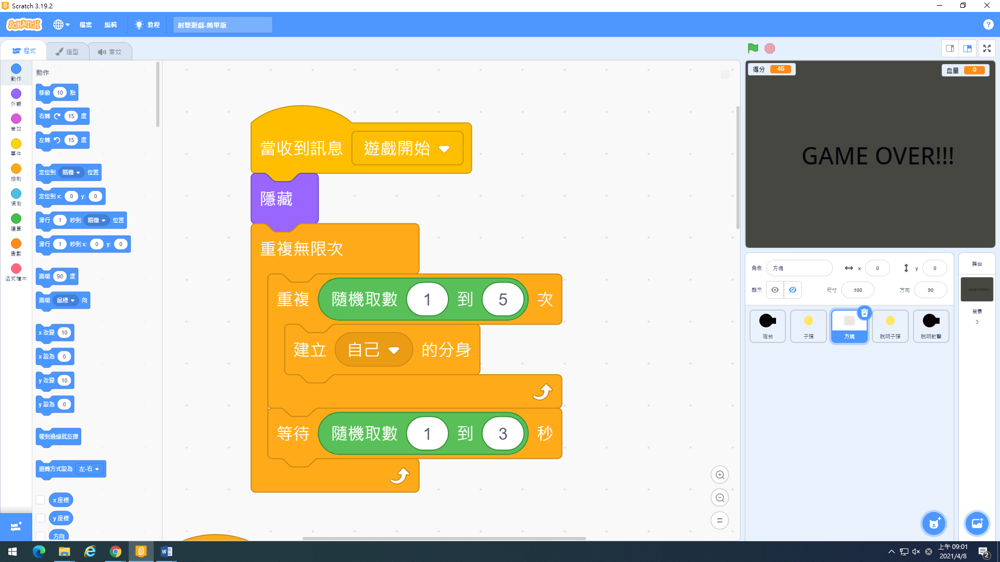 Scratch 3.19.2
SCRATCH
檔案
編輯
教程
射擊遊戲-簡單版
程式
造型
音效
動作
外觀
音效
事件
控制
偵測
運算
變數
函式積木
動作
移動 10 點
右轉 15 度
左轉 15 度
定位到 隨機 位置
定位到 x: 0 y: 0
滑行 1 秒到 隨機 位置
滑行 1 秒到 x: 0 y: 0
面朝 90 度
面朝 鼠標 向
x 改變 10
x 設為 0
y 改變 10
y 設為 0
碰到邊緣就反彈
迴轉方式設為 左-右
x 座標
y 座標
方向
當收到訊息 遊戲開始
隱藏
重複無限次
重複 隨機取數 1 到 5 次
建立 自己 的分身
等待 隨機取數 1 到 3 秒
得分 46
血量 0
GAME OVER!!!
角色 方塊 x 0 y 0
顯示 尺寸 100 方向 90
砲台
子彈
方塊
說明子彈
說明射擊
舞台
GAME OVER!!!
背景
3
上午 09:01
2021/4/8
2